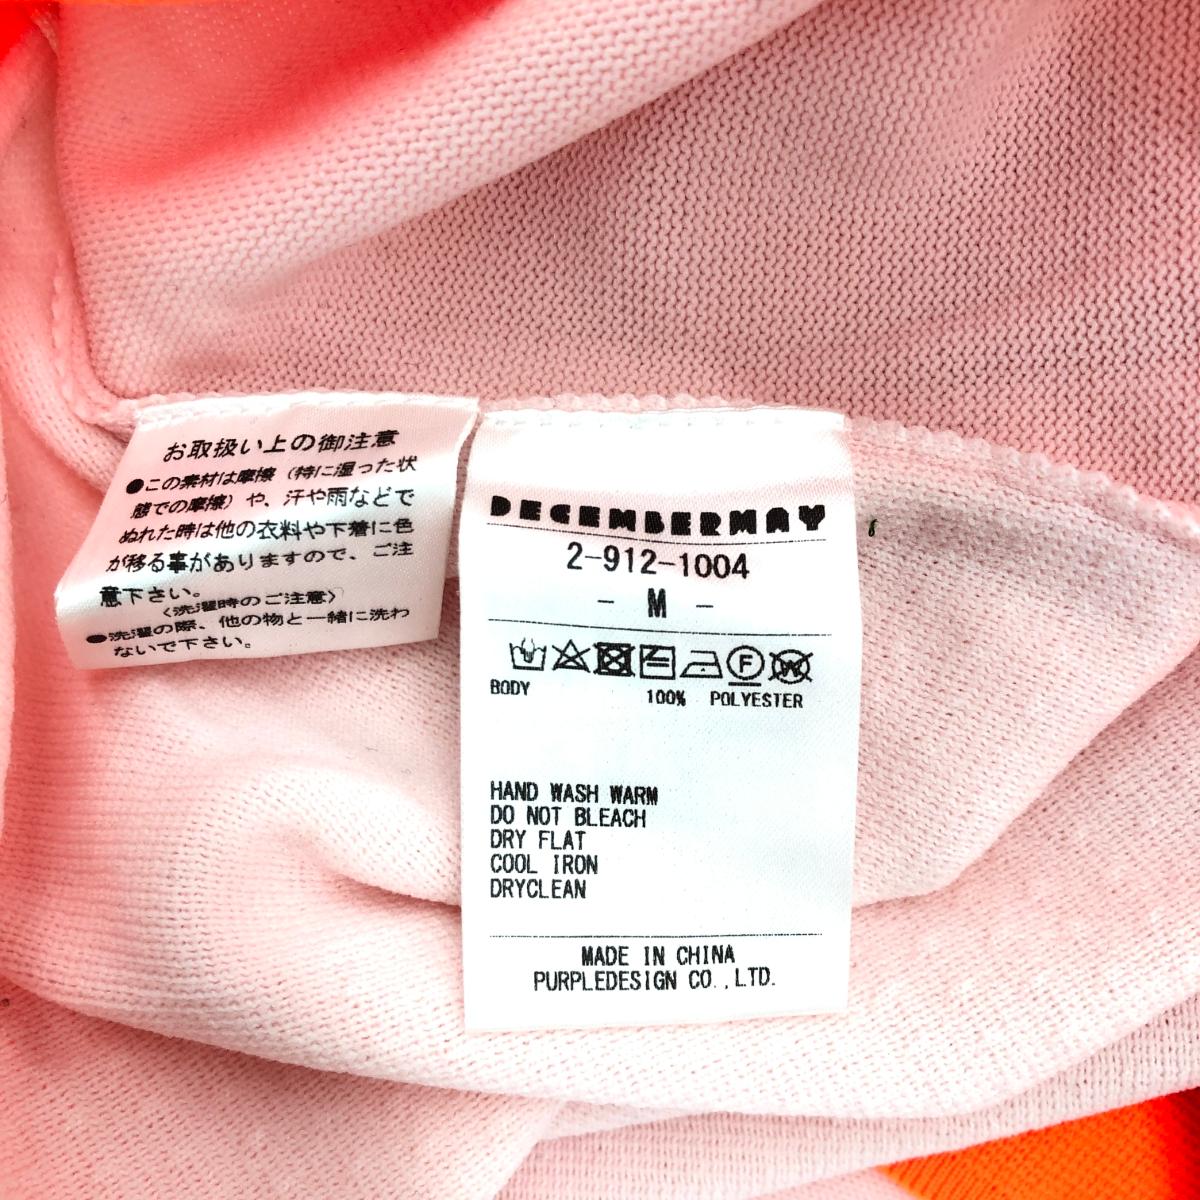 お取扱い上の御注意
●この素材は摩擦（特に湿った状
態での摩擦）や、汗や雨などで
ぬれた時は他の衣料や下着に色
が移る事がありますので、ご注
意下さい。
〈洗濯時のご注意〉
●洗濯の際、他の物と一緒に洗わ
ないで下さい。
DECEMBERMAY
2-912-1004
- M -
F W
BODY 100% POLYESTER
HAND WASH WARM
DO NOT BLEACH
DRY FLAT
COOL IRON
DRYCLEAN
MADE IN CHINA
PURPLEDESIGN CO.,LTD.